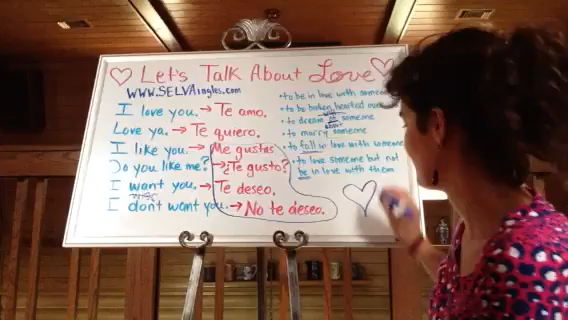 Let's Talk About Love
www.SELVAingles.com
I love you. → Te amo.
Love ya. → Te quiero.
I like you. → Me gustas
Do you like me? → ¿Te gusto?
I want you. → Te deseo.
I don't want you. → No te deseo.
• to be in love with someone
• to be broken hearted over
• to dream of someone
about
• to marry someone
• to fall in love with someone
• to love someone but not
be in love with them